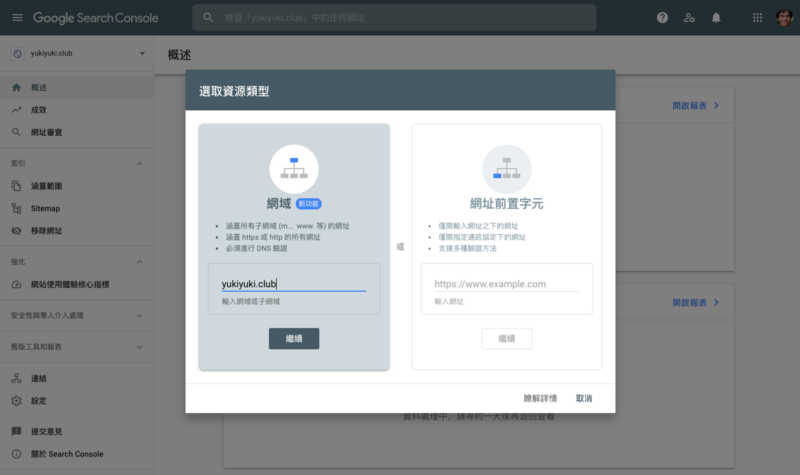 Google Search Console
檢查「yukiyuki.club」中的任何網址
yukiyuki.club
概述
成效
網址審查
索引
涵蓋範圍
Sitemap
移除網址
強化
網站使用體驗核心指標
安全性與專人介入處理
舊版工具和報表
連結
設定
提交意見
關於 Search Console
概述
開啟報表
開啟報表
選取資源類型
網域 新功能
涵蓋所有子網域 (m.、www. 等) 的網址
涵蓋 https 或 http 的所有網址
必須進行 DNS 驗證
yukiyuki.club
輸入網域或子網域
繼續
或
網址前置字元
僅限輸入網址之下的網址
僅限指定通訊協定下的網址
支援多種驗證方法
https://www.example.com
輸入網址
繼續
瞭解詳情
取消
資料處理中，請等約一天後再返回查看